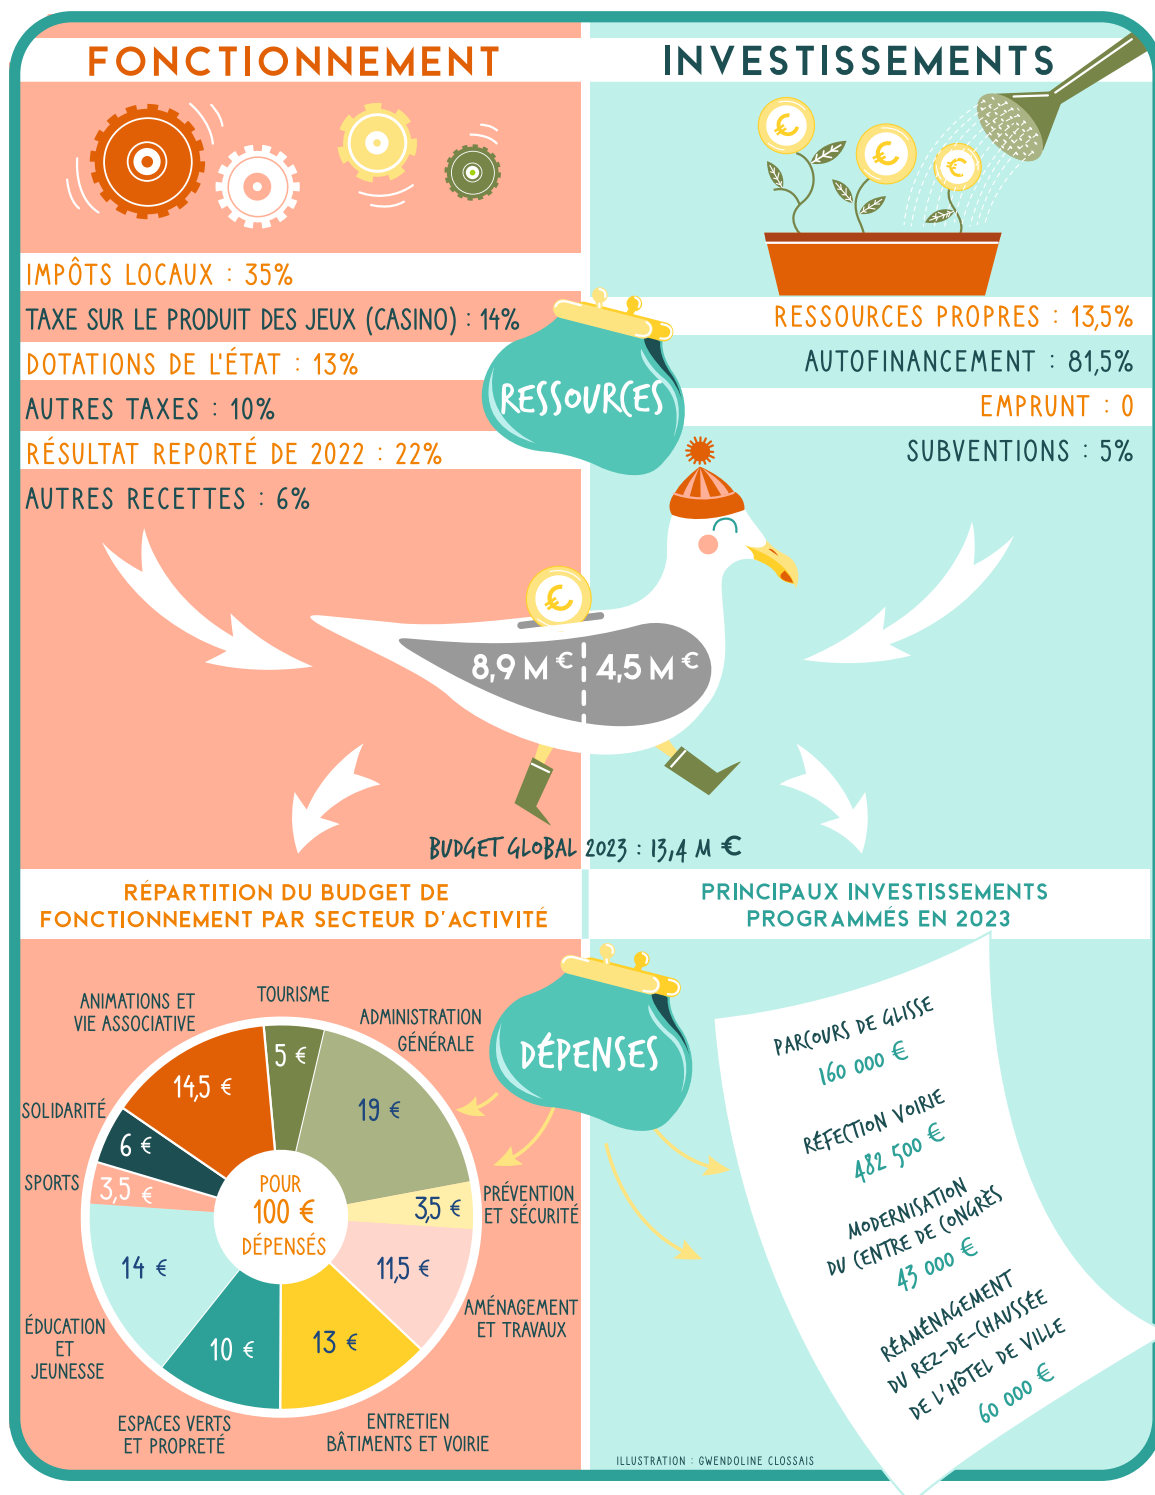 FONCTIONNEMENT
IMPÔTS LOCAUX : 35%
TAXE SUR LE PRODUIT DES JEUX (CASINO) : 14%
DOTATIONS DE L'ÉTAT : 13%
AUTRES TAXES : 10%
RÉSULTAT REPORTÉ DE 2022 : 22%
AUTRES RECETTES : 6%
INVESTISSEMENTS
€
€
€
RESSOURCES PROPRES : 13,5%
AUTOFINANCEMENT : 81,5%
EMPRUNT : 0
SUBVENTIONS : 5%
RESSOURCES
€
8,9 M €
4,5 M €
BUDGET GLOBAL 2023 : 13,4 M €
RÉPARTITION DU BUDGET DE
FONCTIONNEMENT PAR SECTEUR D'ACTIVITÉ
PRINCIPAUX INVESTISSEMENTS
PROGRAMMÉS EN 2023
DÉPENSES
TOURISME
5 €
ADMINISTRATION
GÉNÉRALE
19 €
PRÉVENTION
ET SÉCURITÉ
3,5 €
AMÉNAGEMENT
ET TRAVAUX
11,5 €
ENTRETIEN
BÂTIMENTS ET VOIRIE
13 €
ESPACES VERTS
ET PROPRETÉ
10 €
ÉDUCATION
ET
JEUNESSE
14 €
SPORTS
3,5 €
SOLIDARITÉ
6 €
ANIMATIONS ET
VIE ASSOCIATIVE
14,5 €
POUR
100 €
DÉPENSÉS
PARCOURS DE GLISSE
160 000 €
RÉFECTION VOIRIE
482 500 €
MODERNISATION
DU CENTRE DE CONGRÈS
43 000 €
RÉAMÉNAGEMENT
DU REZ-DE-CHAUSSÉE
DE L'HÔTEL DE VILLE
60 000 €
ILLUSTRATION : GWENDOLINE CLOSSAIS